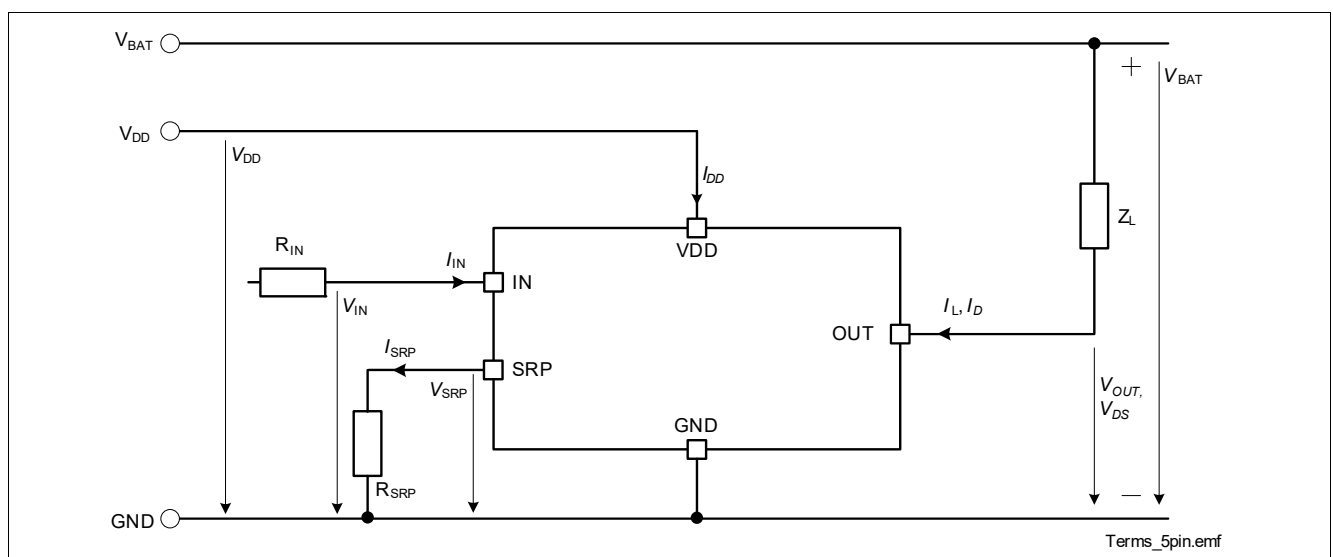 VBAT
+
VBAT
VDD
VDD
IDD
ZL
RIN
IIN
VDD
IN
VIN
IL, ID
OUT
ISRP
SRP
VSRP
VOUT,
VDS
GND
RSRP
GND
–
Terms_5pin.emf